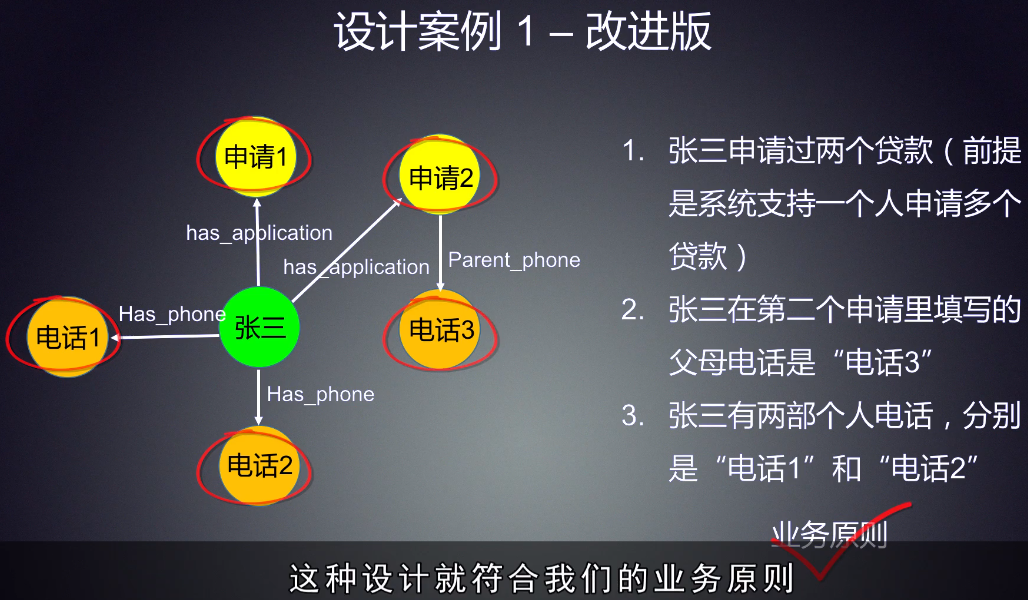 设计案例 1 – 改进版
申请1
申请2
has_application
has_application
Parent_phone
Has_phone
电话1
张三
电话3
Has_phone
电话2
1. 张三申请过两个贷款（前提
是系统支持一个人申请多个
贷款）
2. 张三在第二个申请里填写的
父母电话是“电话3”
3. 张三有两部个人电话，分别
是“电话1”和“电话2”
业务原则
这种设计就符合我们的业务原则